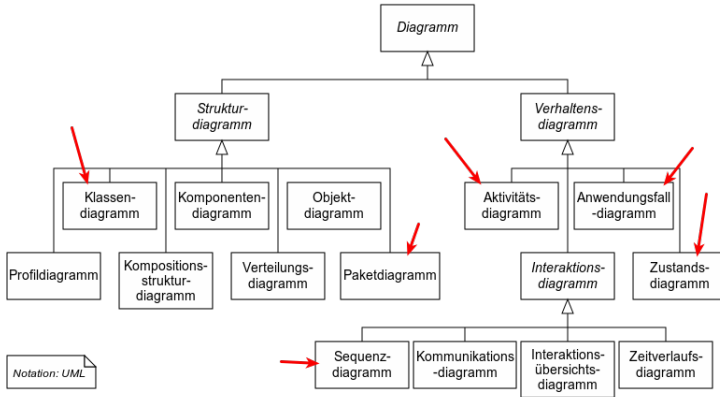 Diagramm
Struktur-
diagramm
Verhaltens-
diagramm
Klassen-
diagramm
Komponenten-
diagramm
Objekt-
diagramm
Aktivitäts-
diagramm
Anwendungsfall
-diagramm
Profildiagramm
Kompositions-
struktur-
diagramm
Verteilungs-
diagramm
Paketdiagramm
Interaktions-
diagramm
Zustands-
diagramm
Sequenz-
diagramm
Kommunikations
-diagramm
Interaktions-
übersichts-
diagramm
Zeitverlaufs-
diagramm
Notation: UML